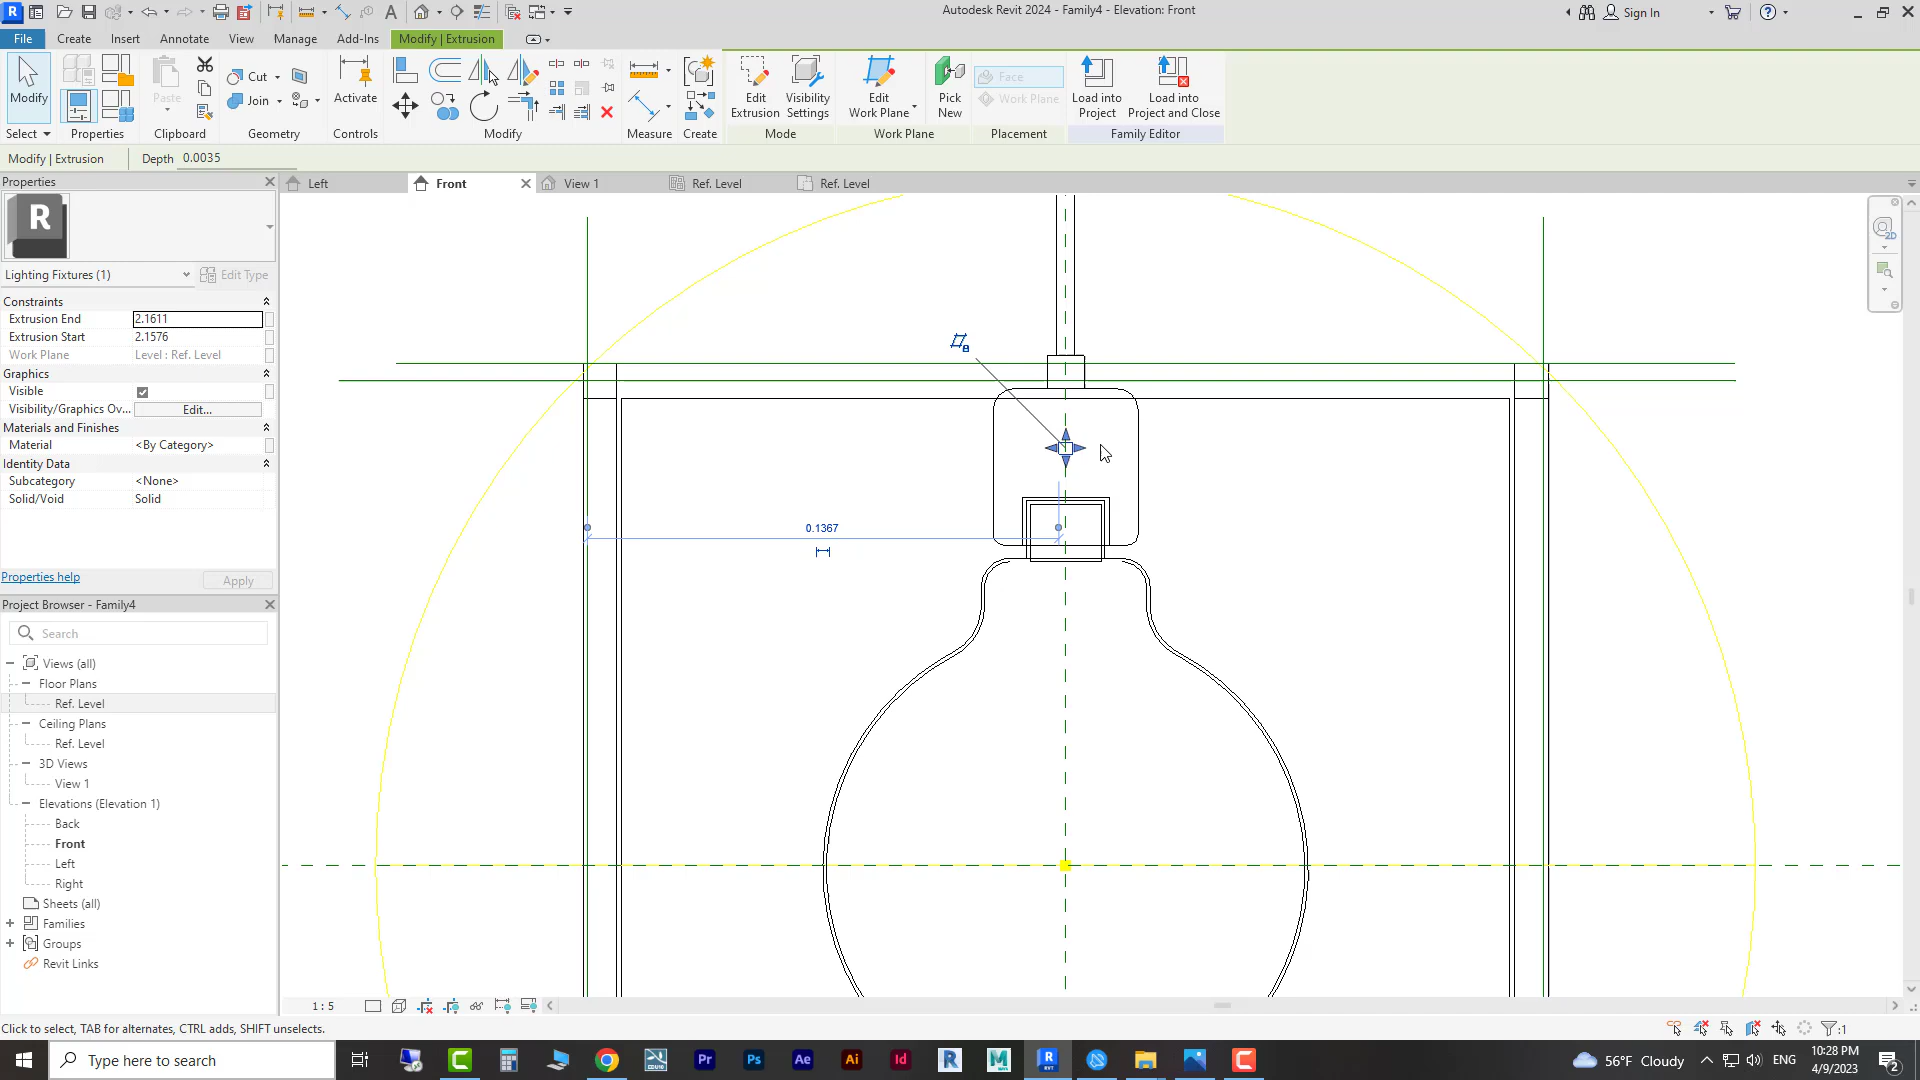 Autodesk Revit 2024 - Family4 - Elevation: Front
Sign In
File
Create
Insert
Annotate
View
Manage
Add-Ins
Modify | Extrusion
Modify
Paste
Cut
Join
Activate
Edit
Extrusion
Visibility
Settings
Edit
Work Plane
Pick
New
Face
Work Plane
Load into
Project
Load into
Project and Close
Select
Properties
Clipboard
Geometry
Controls
Modify
Measure
Create
Mode
Work Plane
Placement
Family Editor
Modify | Extrusion
Depth 0.0035
Properties
Left
Front
View 1
Ref. Level
Ref. Level
R
2D
Lighting Fixtures (1)
Edit Type
Constraints
Extrusion End 2.1611
Extrusion Start 2.1576
Work Plane Level : Ref. Level
Graphics
Visible
Visibility/Graphics Ov... Edit...
Materials and Finishes
Material <By Category>
Identity Data
Subcategory <None>
Solid/Void Solid
0.1367
Properties help
Apply
Project Browser - Family4
Search
Views (all)
Floor Plans
Ref. Level
Ceiling Plans
Ref. Level
3D Views
View 1
Elevations (Elevation 1)
Back
Front
Left
Right
Sheets (all)
Families
Groups
Revit Links
1 : 5
Click to select, TAB for alternates, CTRL adds, SHIFT unselects.
:1
Type here to search
Pr
Ps
Ae
Ai
Id
R
M
R
56°F Cloudy
ENG
10:28 PM
4/9/2023
2